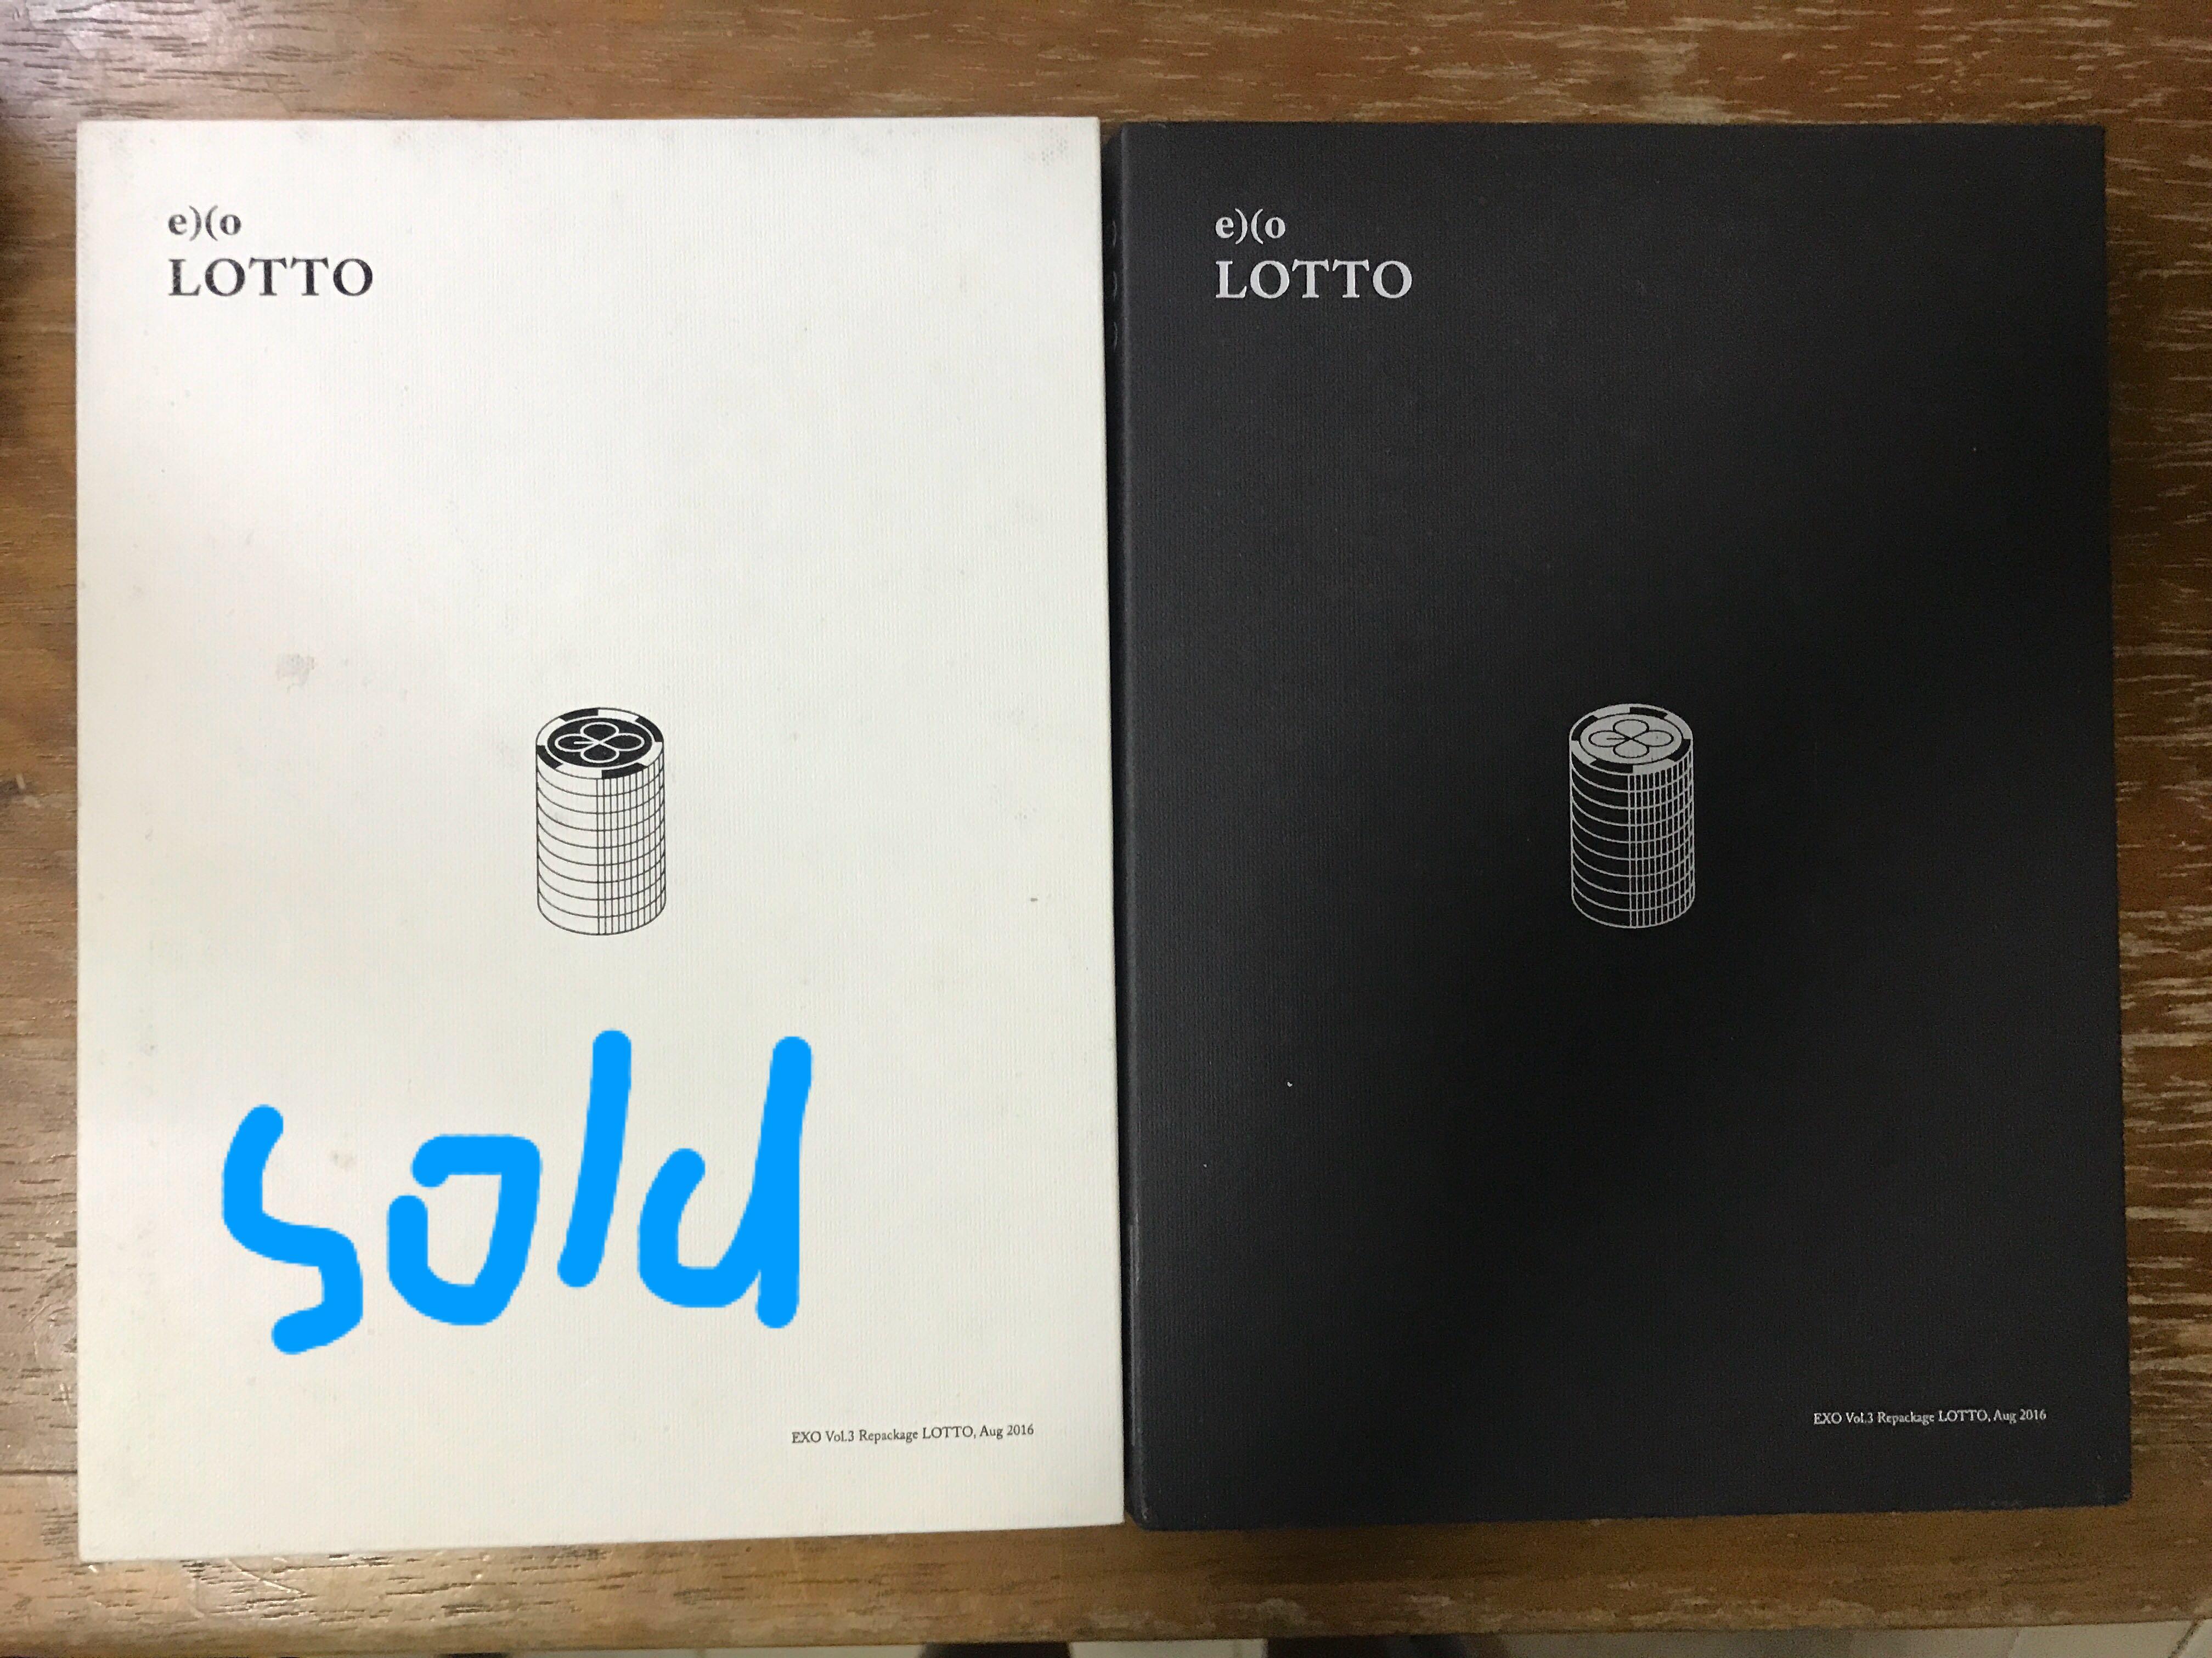 e)(o
LOTTO
sold
EXO Vol.3 Repackage LOTTO, Aug 2016
e)(o
LOTTO
EXO Vol.3 Repackage LOTTO, Aug 2016